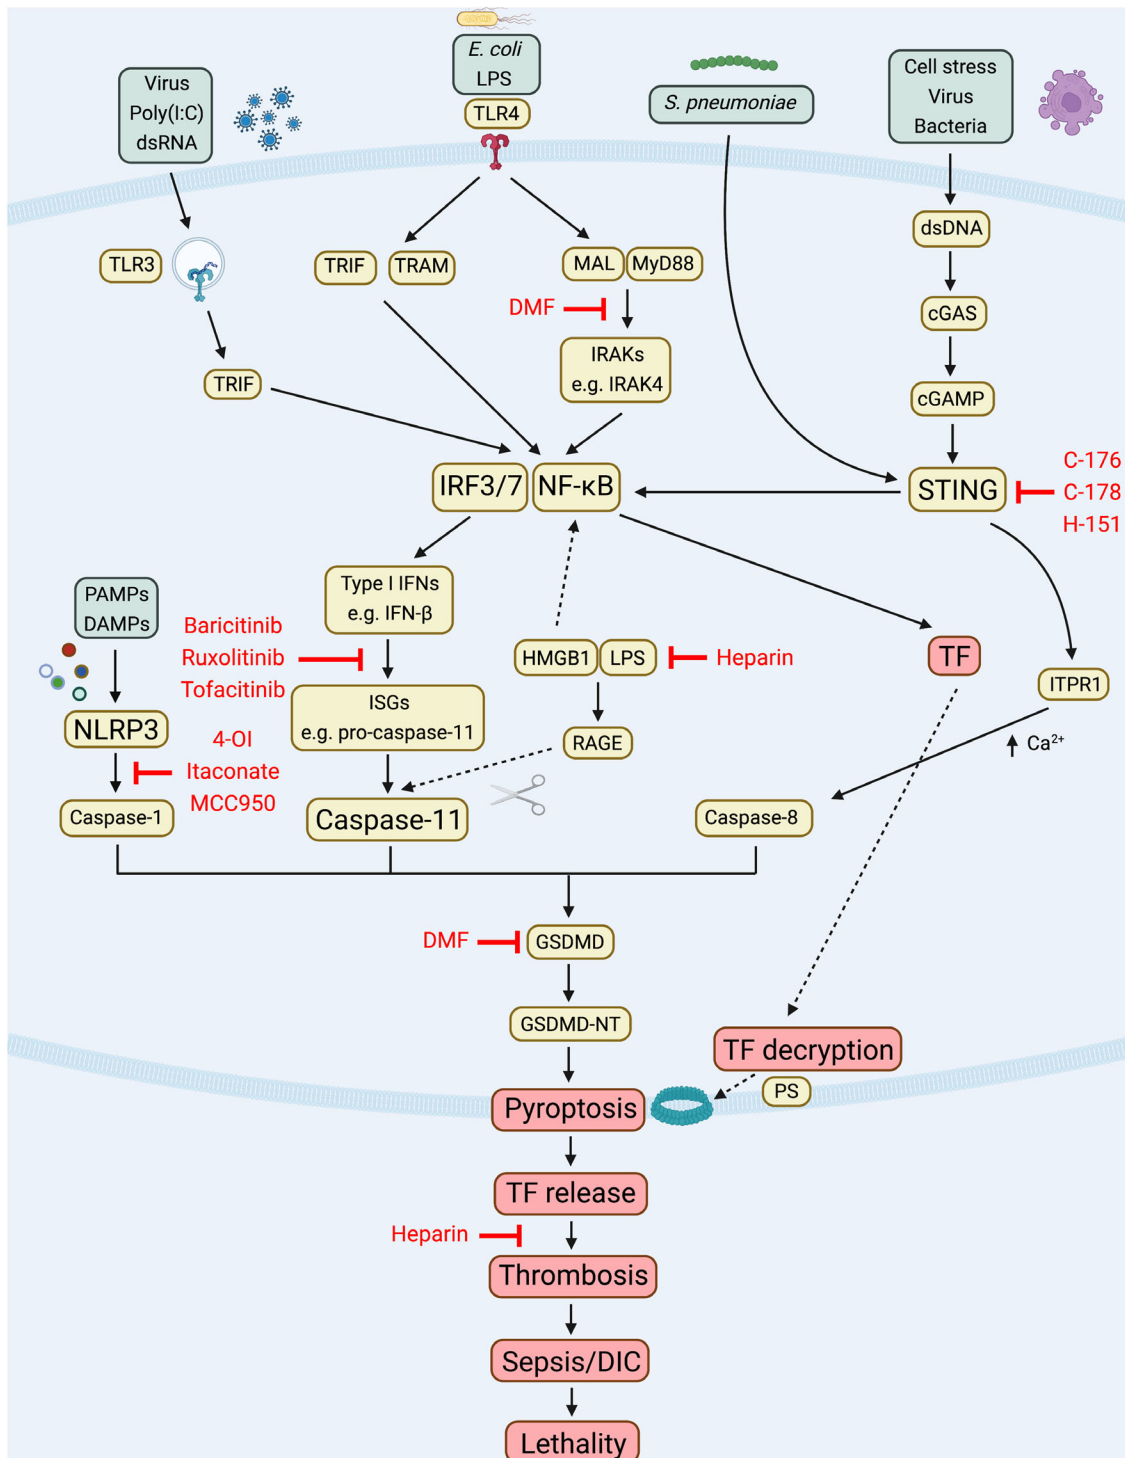 E. coli
LPS
TLR4
Virus
Poly(I:C)
dsRNA
S. pneumoniae
Cell stress
Virus
Bacteria
TLR3
TRIF
TRAM
MAL
MyD88
dsDNA
DMF
cGAS
IRAKs
e.g. IRAK4
TRIF
cGAMP
IRF3/7
NF-κB
STING
C-176
C-178
H-151
PAMPs
DAMPs
Type I IFNs
e.g. IFN-β
Baricitinib
Ruxolitinib
Tofacitinib
HMGB1
LPS
Heparin
TF
ITPR1
NLRP3
ISGs
e.g. pro-caspase-11
RAGE
Ca²⁺
4-OI
Itaconate
MCC950
Caspase-1
Caspase-11
Caspase-8
DMF
GSDMD
GSDMD-NT
TF decryption
PS
Pyroptosis
TF release
Heparin
Thrombosis
Sepsis/DIC
Lethality